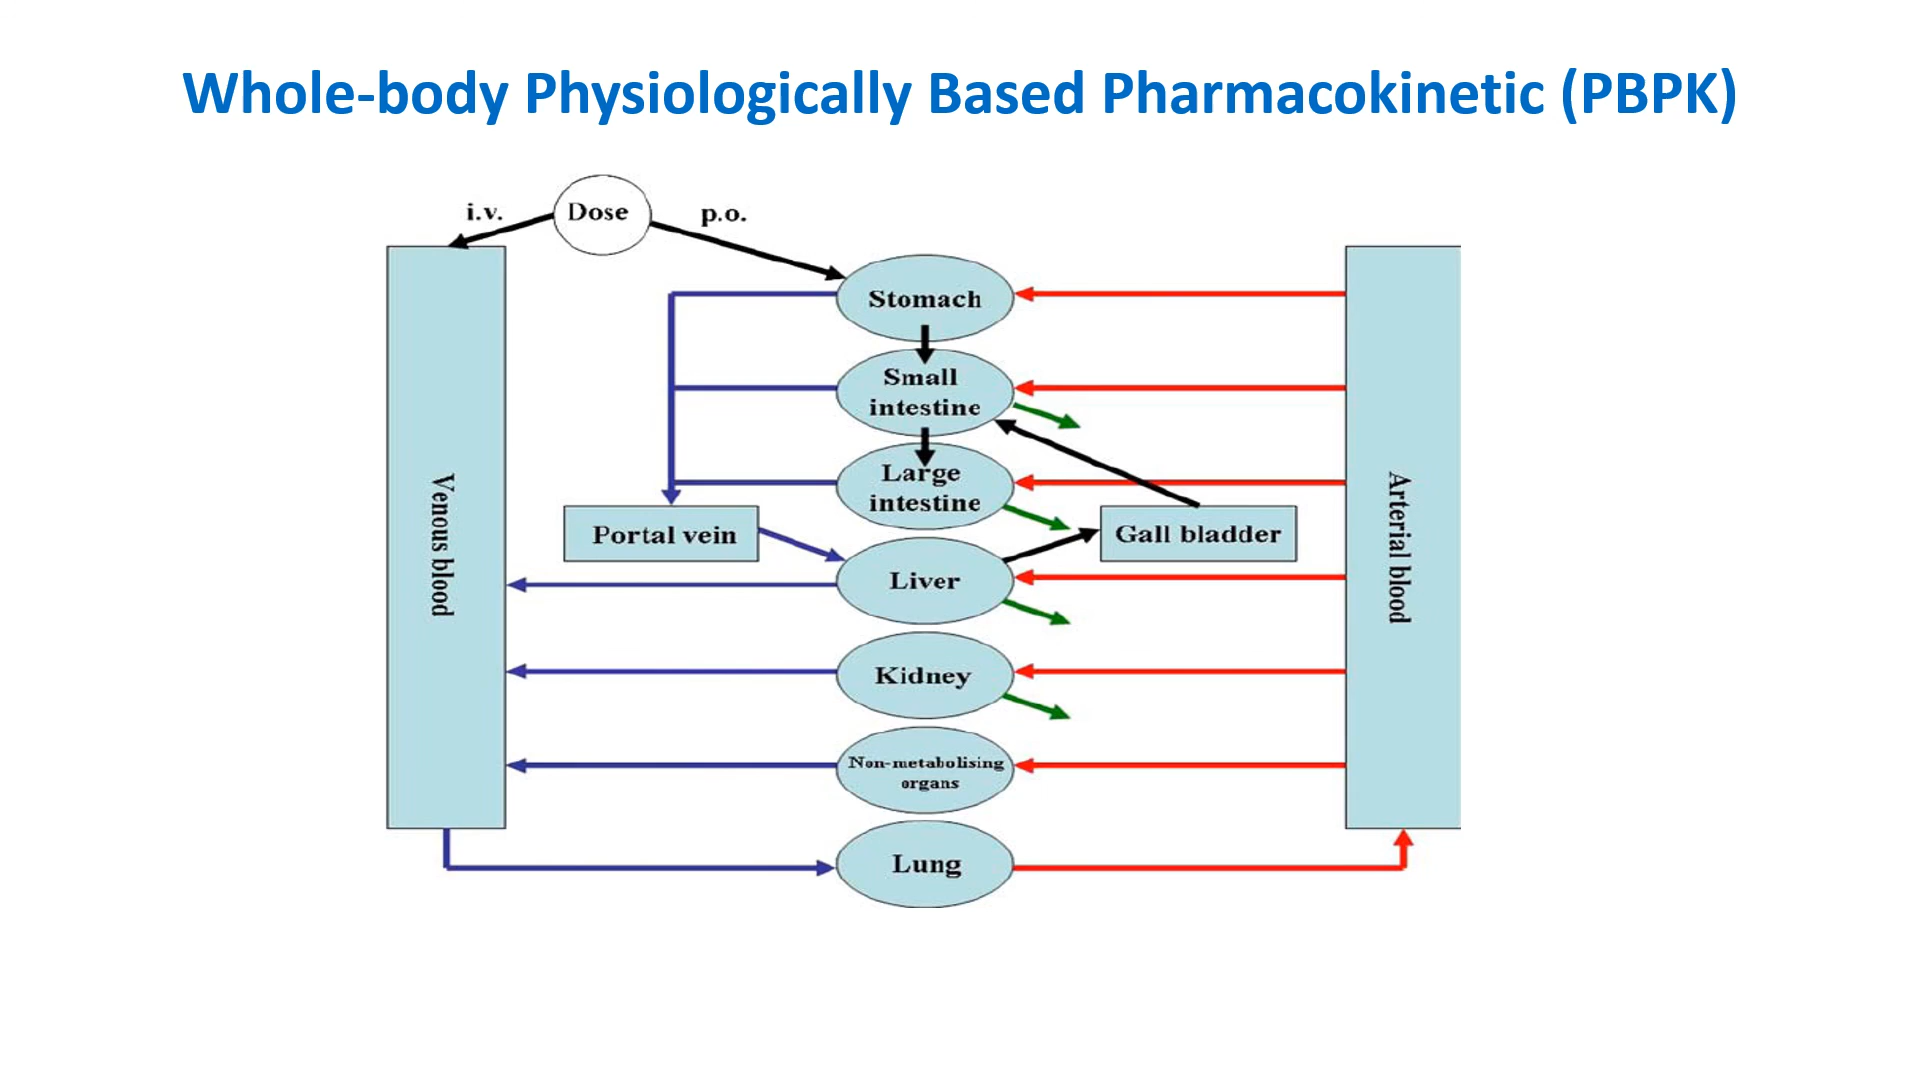 Whole-body Physiologically Based Pharmacokinetic (PBPK)
i.v.
Dose
p.o.
Stomach
Small
intestine
Large
intestine
Portal vein
Gall bladder
Liver
Venous blood
Arterial blood
Kidney
Non-metabolising
organs
Lung